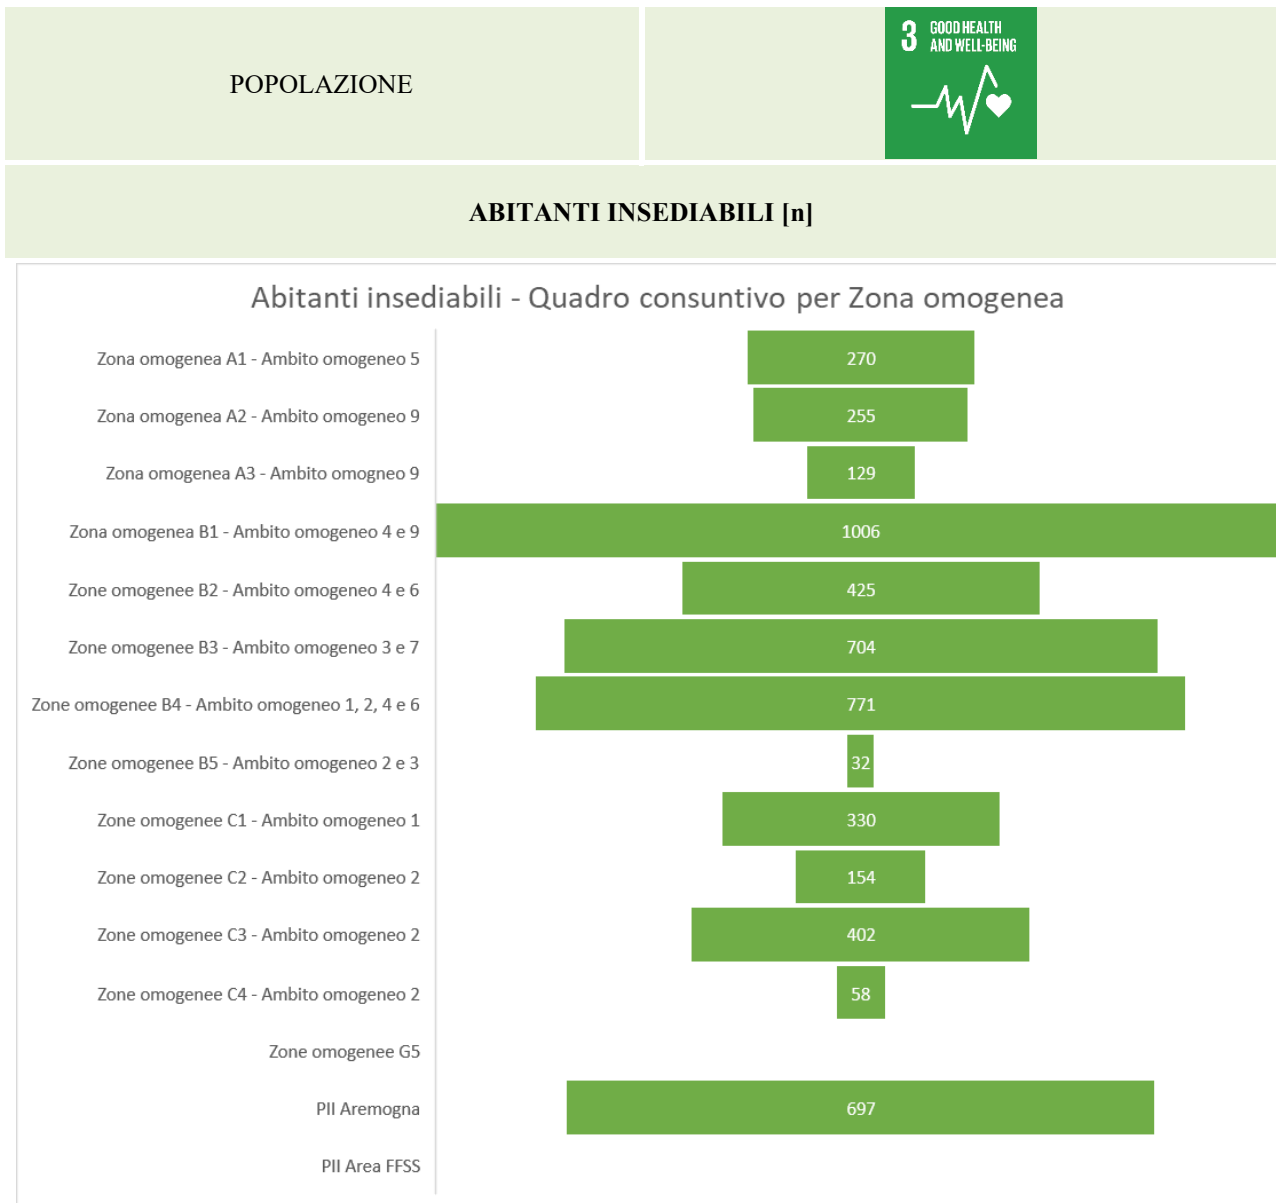 POPOLAZIONE
3 GOOD HEALTH
AND WELL-BEING
ABITANTI INSEDIABILI [n]
Abitanti insediabili - Quadro consuntivo per Zona omogenea
Zona omogenea A1 - Ambito omogeneo 5 270
Zona omogenea A2 - Ambito omogeneo 9 255
Zona omogenea A3 - Ambito omogneo 9 129
Zona omogenea B1 - Ambito omogeneo 4 e 9 1006
Zone omogenee B2 - Ambito omogeneo 4 e 6 425
Zone omogenee B3 - Ambito omogeneo 3 e 7 704
Zone omogenee B4 - Ambito omogeneo 1, 2, 4 e 6 771
Zone omogenee B5 - Ambito omogeneo 2 e 3 32
Zone omogenee C1 - Ambito omogeneo 1 330
Zone omogenee C2 - Ambito omogeneo 2 154
Zone omogenee C3 - Ambito omogeneo 2 402
Zone omogenee C4 - Ambito omogeneo 2 58
Zone omogenee G5
PII Aremogna 697
PII Area FFSS